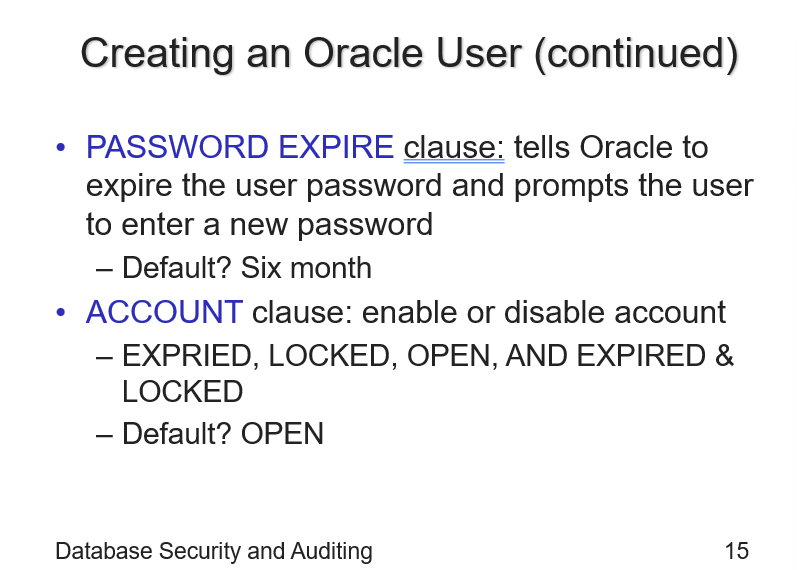 Creating an Oracle User (continued)
• PASSWORD EXPIRE clause: tells Oracle to
expire the user password and prompts the user
to enter a new password
– Default? Six month
• ACCOUNT clause: enable or disable account
– EXPRIED, LOCKED, OPEN, AND EXPIRED &
LOCKED
– Default? OPEN
Database Security and Auditing
15